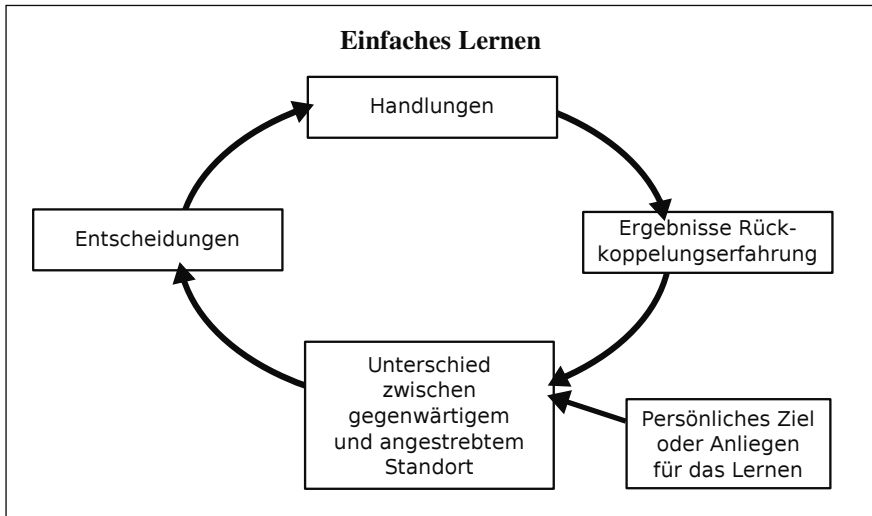 Einfaches Lernen
Handlungen
Entscheidungen
Ergebnisse Rück-
koppelungserfahrung
Unterschied
zwischen
gegenwärtigem
und angestrebtem
Standort
Persönliches Ziel
oder Anliegen
für das Lernen